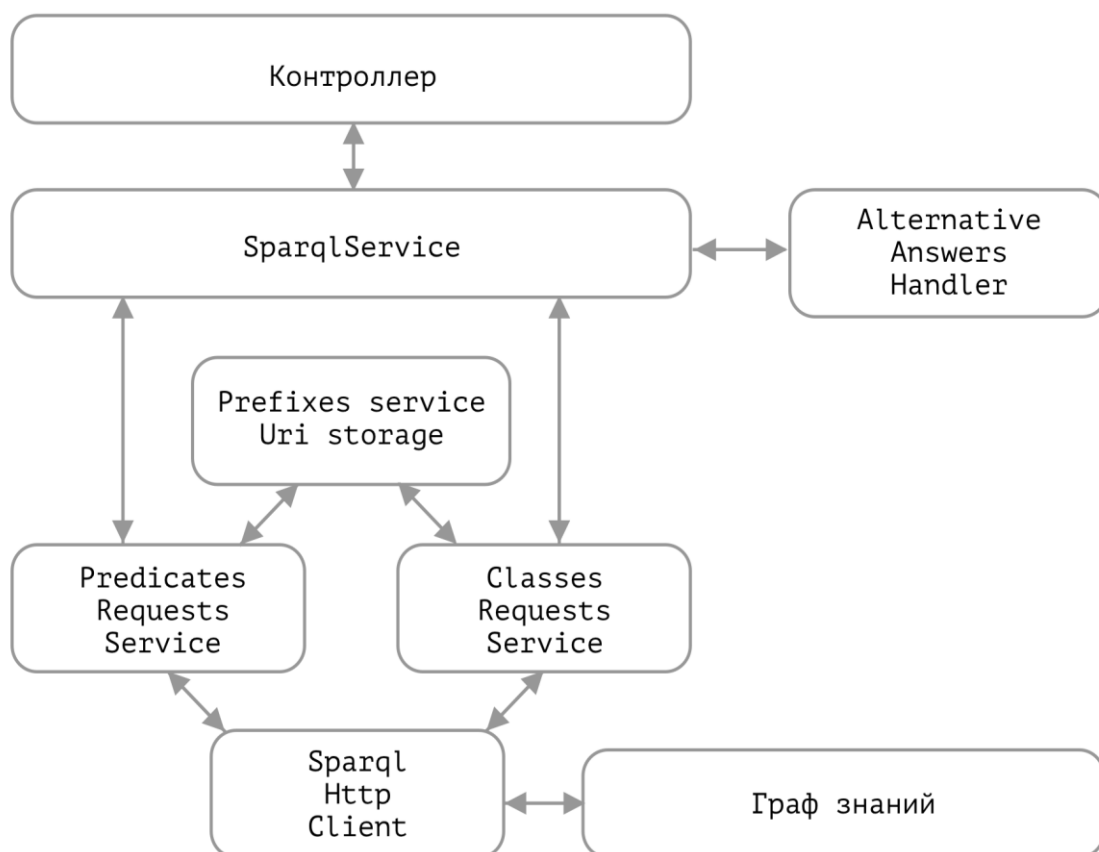 Контроллер
SparqlService
Alternative
Answers
Handler
Prefixes service
Uri storage
Predicates
Requests
Service
Classes
Requests
Service
Sparql
Http
Client
Граф знаний